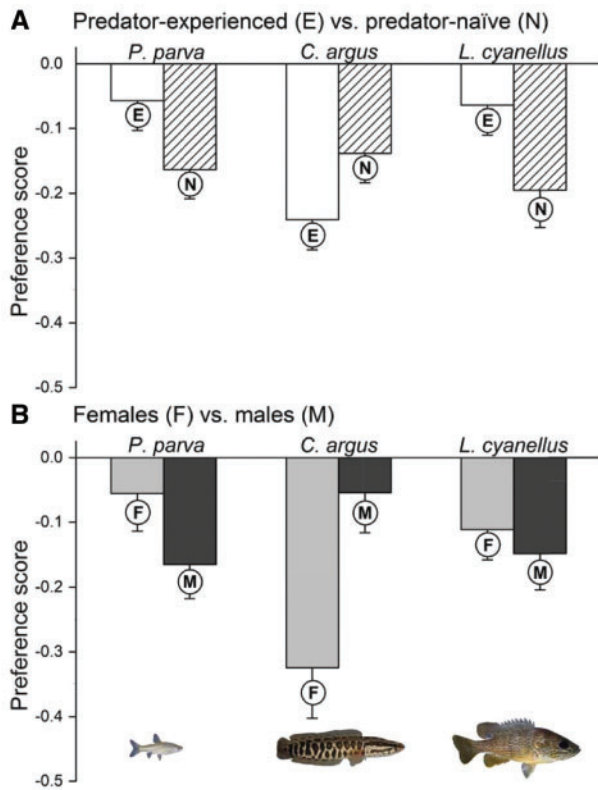 A Predator-experienced (E) vs. predator-naïve (N)
P. parva C. argus L. cyanellus
0.0
-0.1
-0.2
-0.3
-0.4
-0.5
Preference score
E N E N E N
B Females (F) vs. males (M)
P. parva C. argus L. cyanellus
0.0
-0.1
-0.2
-0.3
-0.4
-0.5
Preference score
F M F M F M